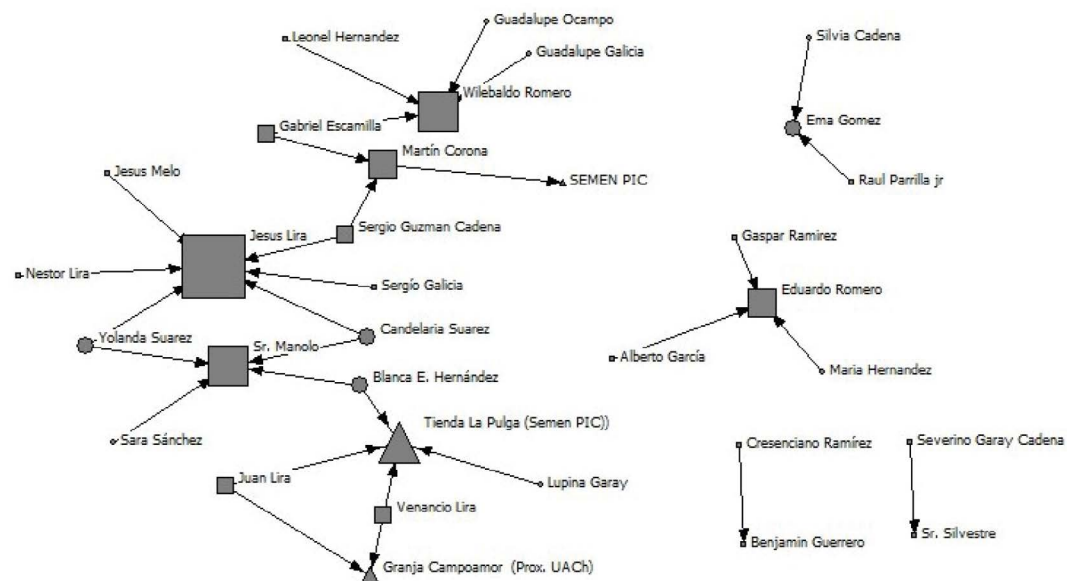 Guadalupe Ocampo
Leonel Hernandez
Silvia Cadena
Guadalupe Galicia
Wilebaldo Romero
Ema Gomez
Gabriel Escamilla
Martín Corona
Jesus Melo
SEMEN PIC
Raul Parrilla jr
Sergio Guzman Cadena
Jesus Lira
Gaspar Ramirez
Nestor Lira
Sergío Galicia
Eduardo Romero
Candelaria Suarez
Yolanda Suarez
Sr. Manolo
Alberto García
Maria Hernandez
Blanca E. Hernández
Tienda La Pulga (Semen PIC))
Sara Sánchez
Cresenciano Ramírez
Severino Garay Cadena
Juan Lira
Lupina Garay
Venancio Lira
Sr. Silvestre
Benjamin Guerrero
Granja Campoamor (Prox. UACh)